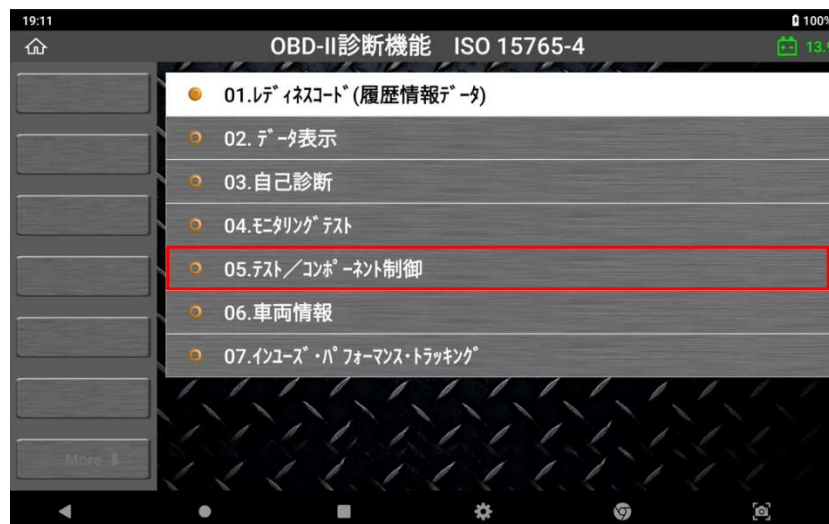 19:11
100%
OBD-II診断機能 ISO 15765-4
13.9
01.ﾚﾃﾞｨﾈｽｺｰﾄﾞ(履歴情報ﾃﾞｰﾀ)
02.ﾃﾞｰﾀ表示
03.自己診断
04.ﾓﾆﾀﾘﾝｸﾞﾃｽﾄ
05.ﾃｽﾄ／ｺﾝﾎﾟｰﾈﾝﾄ制御
06.車両情報
07.ｲﾝﾕｰｽﾞ・ﾊﾟﾌｫｰﾏﾝｽ・ﾄﾗｯｷﾝｸﾞ
More